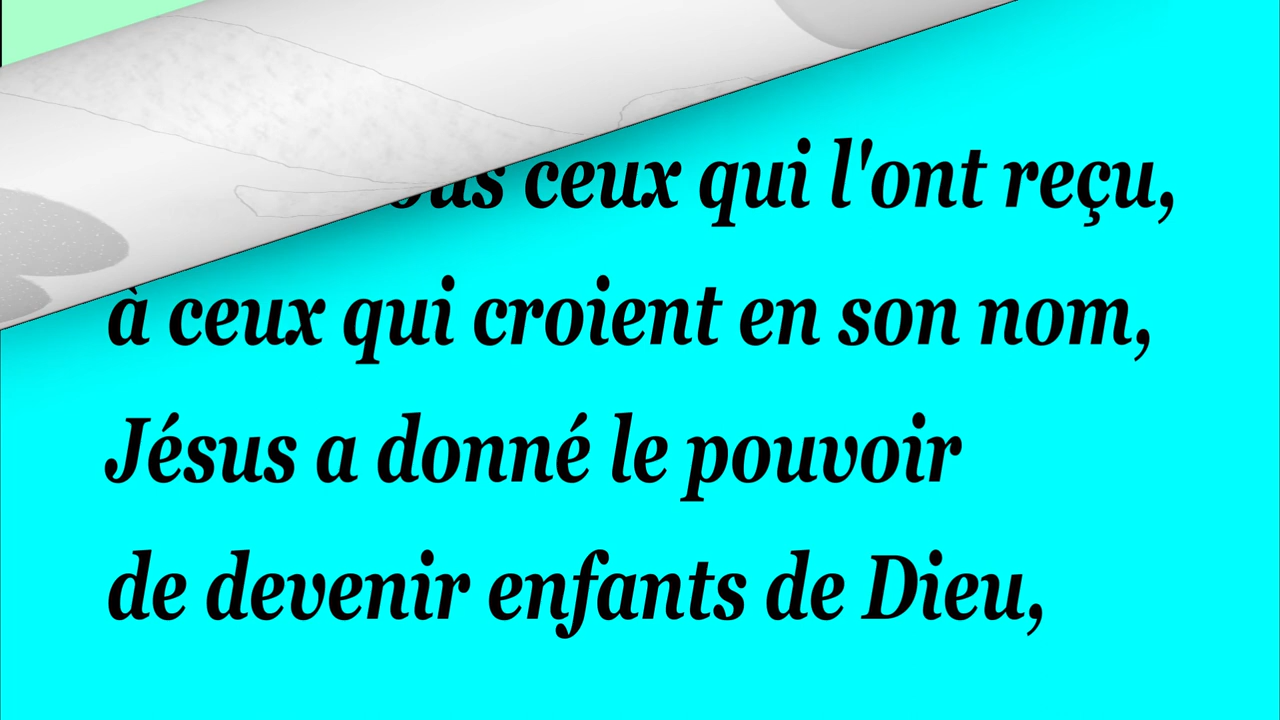 ceux qui l'ont reçu,
à ceux qui croient en son nom,
Jésus a donné le pouvoir
de devenir enfants de Dieu,